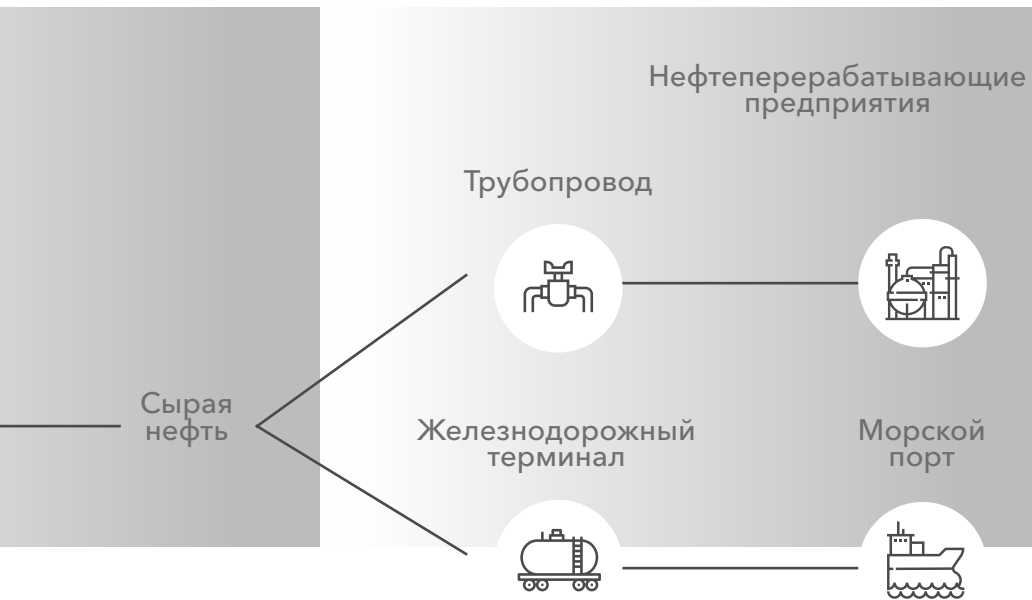 Нефтеперерабатывающие
предприятия
Трубопровод
Сырая
нефть
Железнодорожный
терминал
Морской
порт